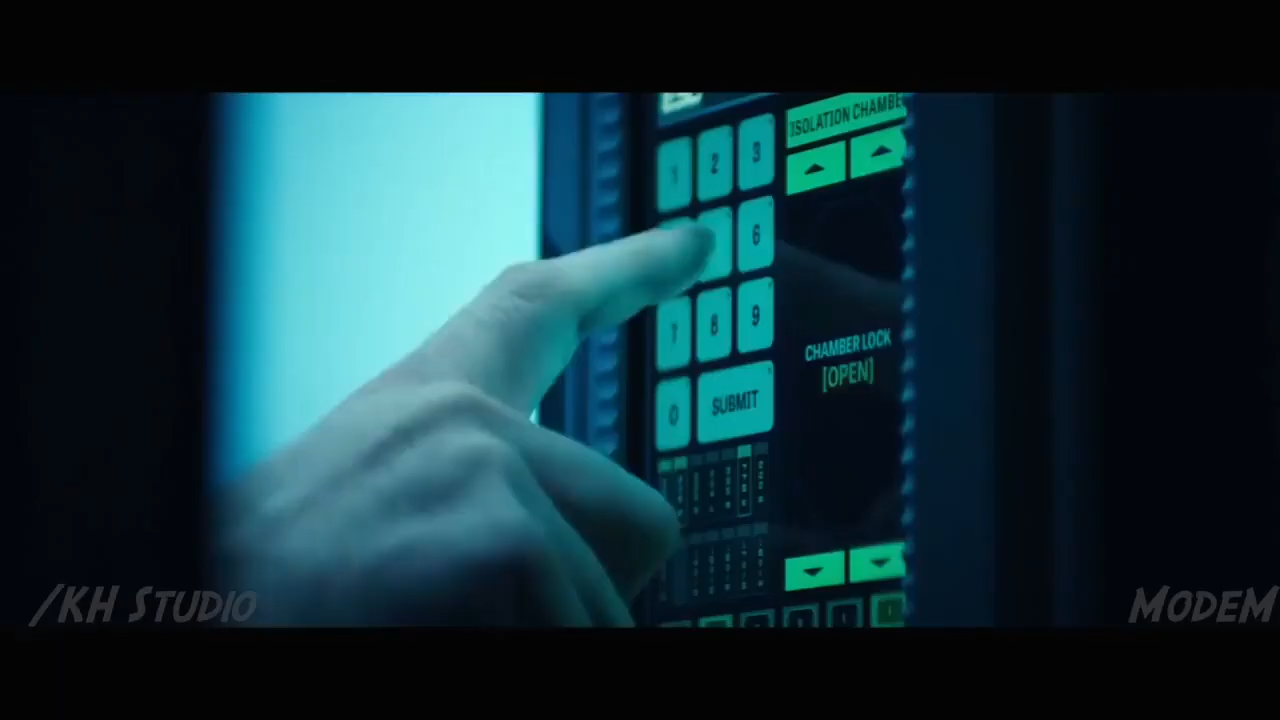 ISOLATION CHAMBE
1 2 3
6
7 8 9
0 SUBMIT
CHAMBER LOCK
[OPEN]
/KH STUDIO
MODEM